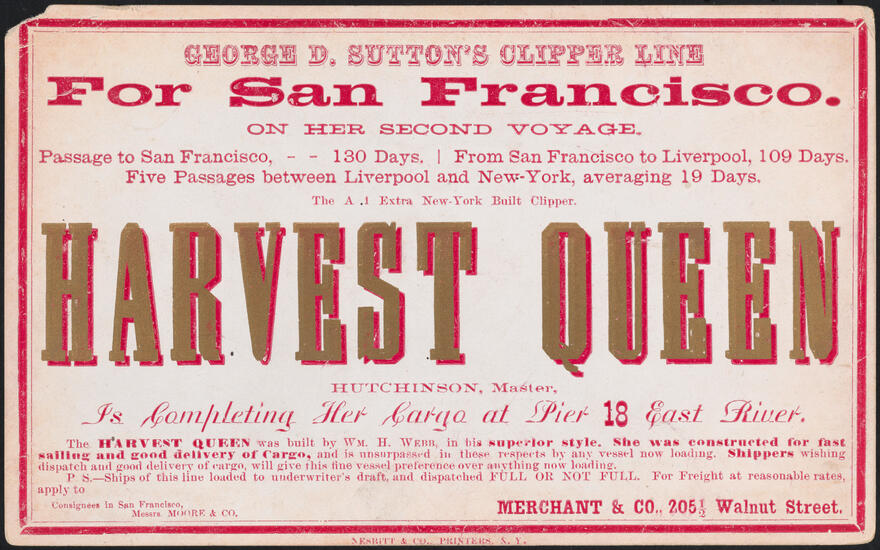 GEORGE D. SUTTON'S CLIPPER LINE
For San Francisco.
ON HER SECOND VOYAGE.
Passage to San Francisco, - - 130 Days. | From San Francisco to Liverpool, 109 Days.
Five Passages between Liverpool and New-York, averaging 19 Days.
The A .1 Extra New-York Built Clipper.
HARVEST QUEEN
HUTCHINSON, Master,
Is Completing Her Cargo at Pier 18 East River.
The HARVEST QUEEN was built by WM. H. WEBB, in his superior style. She was constructed for fast
sailing and good delivery of Cargo, and is unsurpassed in these respects by any vessel now loading. Shippers wishing
dispatch and good delivery of cargo, will give this fine vessel preference over anything now loading.
P S.—Ships of this line loaded to underwriter's draft, and dispatched FULL OR NOT FULL. For Freight at reasonable rates,
apply to
Consignees in San Francisco,
Messrs. MOORE & CO.
MERCHANT & CO., 205½ Walnut Street.
NESBITT & CO., PRINTERS, N. Y.